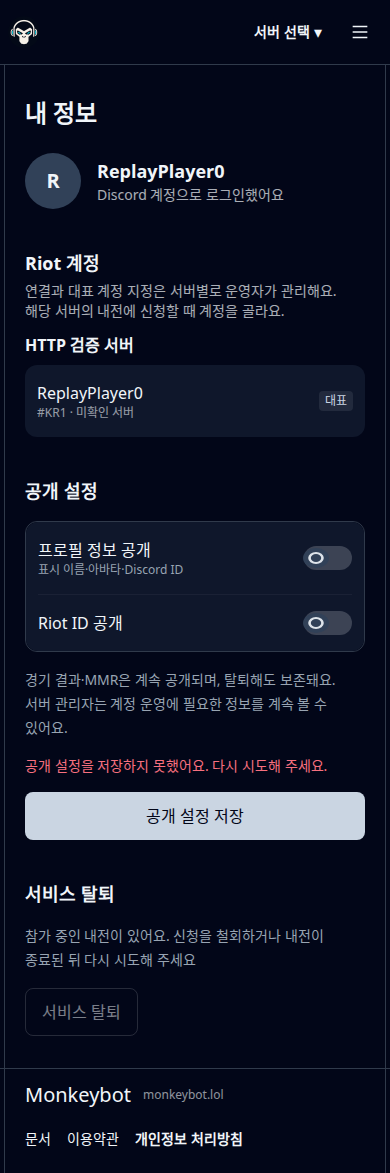 서버 선택 ▾
내 정보
R
ReplayPlayer0
Discord 계정으로 로그인했어요
Riot 계정
연결과 대표 계정 지정은 서버별로 운영자가 관리해요.
해당 서버의 내전에 신청할 때 계정을 골라요.
HTTP 검증 서버
ReplayPlayer0
#KR1 · 미확인 서버
대표
공개 설정
프로필 정보 공개
표시 이름·아바타·Discord ID
Riot ID 공개
경기 결과·MMR은 계속 공개되며, 탈퇴해도 보존돼요.
서버 관리자는 계정 운영에 필요한 정보를 계속 볼 수
있어요.
공개 설정을 저장하지 못했어요. 다시 시도해 주세요.
공개 설정 저장
서비스 탈퇴
참가 중인 내전이 있어요. 신청을 철회하거나 내전이
종료된 뒤 다시 시도해 주세요
서비스 탈퇴
Monkeybot monkeybot.lol
문서 이용약관 개인정보 처리방침